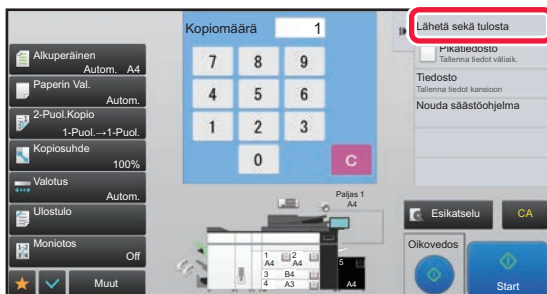 Kopiomäärä 1
Lähetä sekä tulosta
Pikatiedosto
Tallenna tiedot väliaik.
Tiedosto
Tallenna tiedot kansioon
Nouda säästöohjelma
Alkuperäinen
Autom. A4
Paperin Val.
Autom.
2-Puol.Kopio
1-Puol.→1-Puol.
Kopiosuhde
100%
Valotus
Autom.
Ulostulo
Moniotos
Off
Muut
7 8 9
4 5 6
1 2 3
0 C
Paljas 1
A4
1 A4 2 A4
3 B4
4 A3
5 A4
Esikatselu
CA
Oikovedos
Start